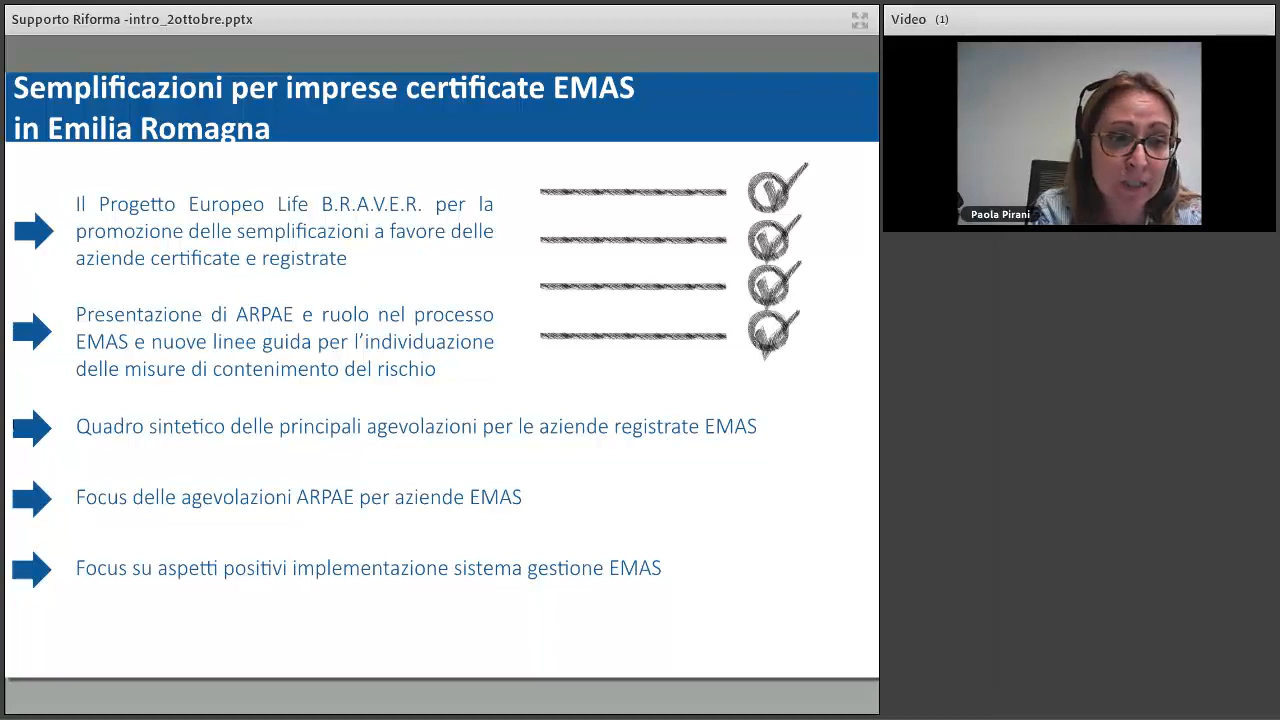 Supporto Riforma -intro_2ottobre.pptx
Video (1)
Semplificazioni per imprese certificate EMAS
in Emilia Romagna
Il Progetto Europeo Life B.R.A.V.E.R. per la
promozione delle semplificazioni a favore delle
aziende certificate e registrate
Presentazione di ARPAE e ruolo nel processo
EMAS e nuove linee guida per l’individuazione
delle misure di contenimento del rischio
Quadro sintetico delle principali agevolazioni per le aziende registrate EMAS
Focus delle agevolazioni ARPAE per aziende EMAS
Focus su aspetti positivi implementazione sistema gestione EMAS
Paola Pirani